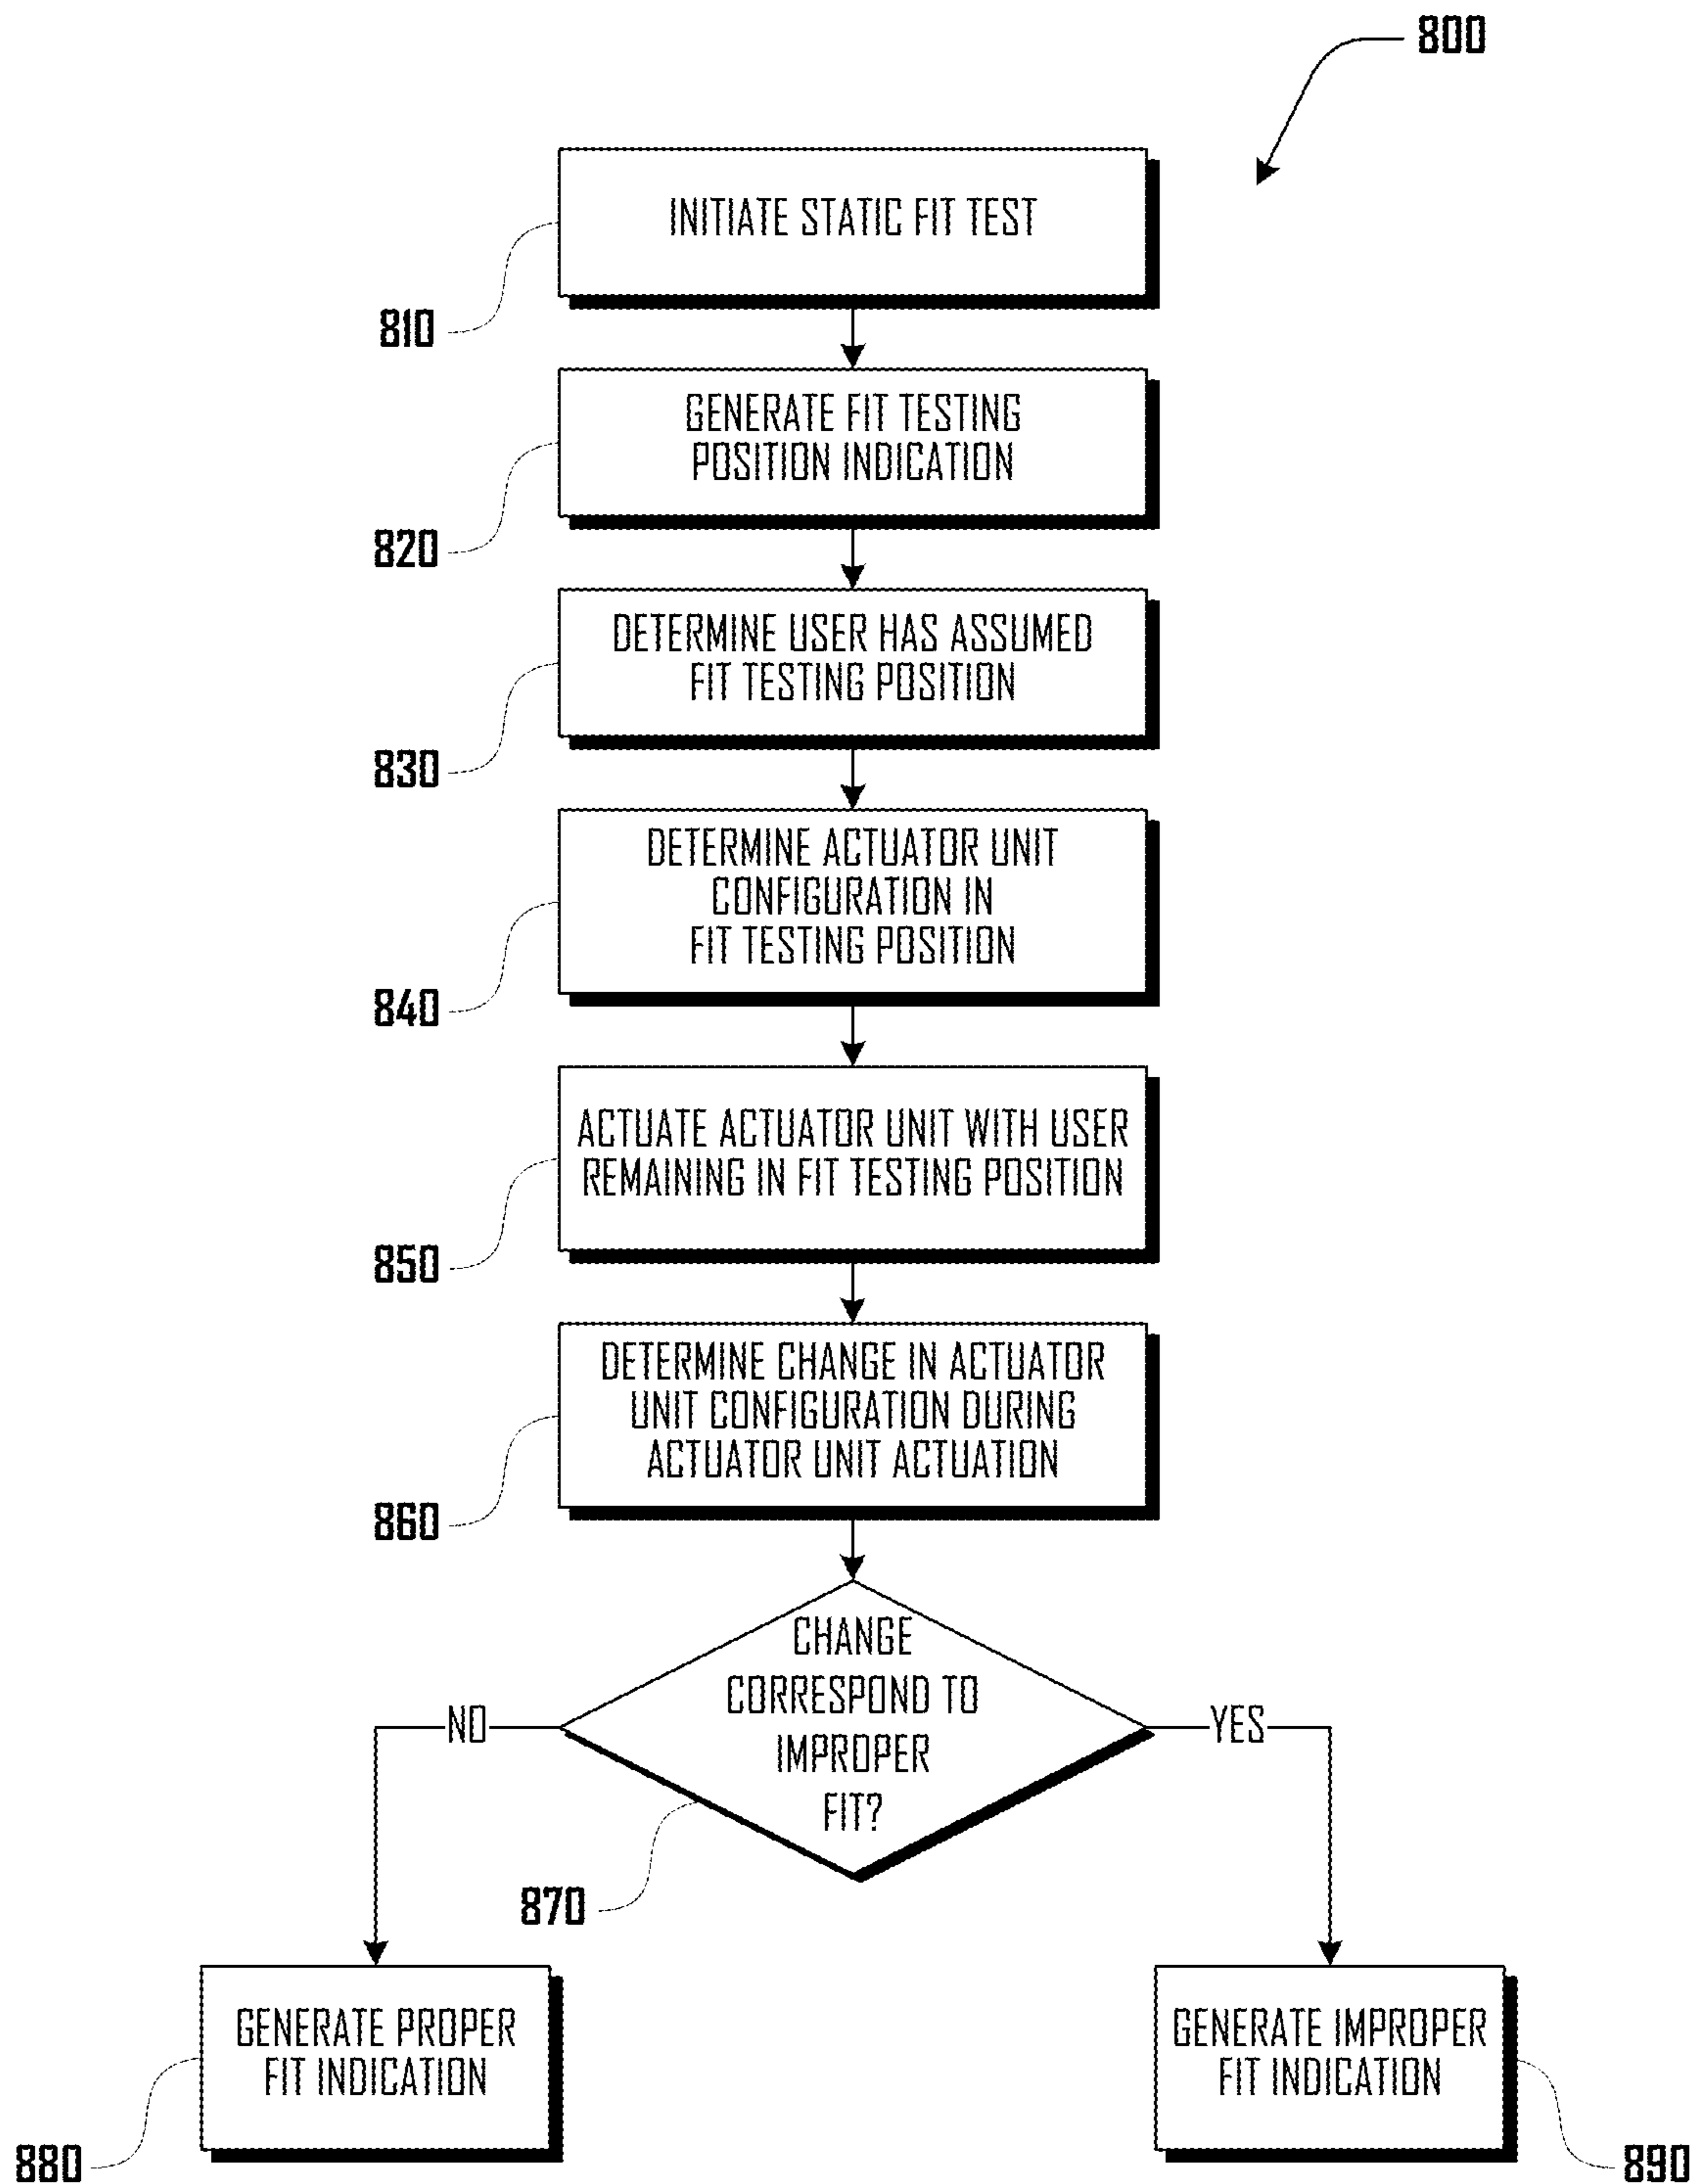 800
INITIATE STATIC FIT TEST
810
GENERATE FIT TESTING
POSITION INDICATION
820
DETERMINE USER HAS ASSUMED
FIT TESTING POSITION
830
DETERMINE ACTUATOR UNIT
CONFIGURATION IN
FIT TESTING POSITION
840
ACTUATE ACTUATOR UNIT WITH USER
REMAINING IN FIT TESTING POSITION
850
DETERMINE CHANGE IN ACTUATOR
UNIT CONFIGURATION DURING
ACTUATOR UNIT ACTUATION
860
CHANGE
CORRESPOND TO
IMPROPER
FIT?
NO
YES
870
GENERATE PROPER
FIT INDICATION
880
GENERATE IMPROPER
FIT INDICATION
890